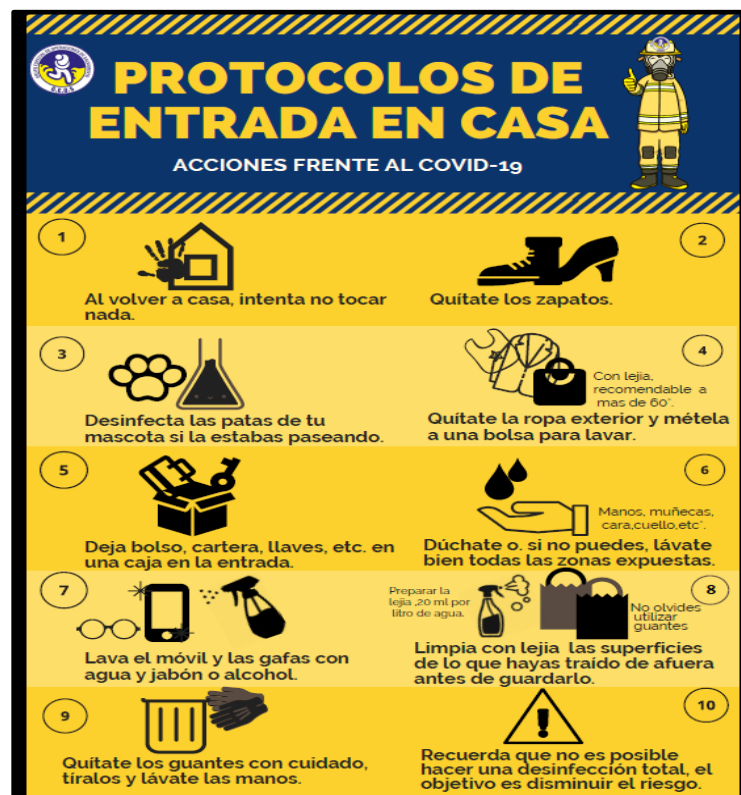 PROTOCOLOS DE
ENTRADA EN CASA
ACCIONES FRENTE AL COVID-19
1
Al volver a casa, intenta no tocar
nada.
2
Quítate los zapatos.
3
Desinfecta las patas de tu
mascota si la estabas paseando.
4
Con lejia,
recomendable a
mas de 60°.
Quítate la ropa exterior y métela
a una bolsa para lavar.
5
Deja bolso, cartera, llaves, etc. en
una caja en la entrada.
6
Manos, muñecas,
cara,cuello,etc°.
Dúchate o. si no puedes, lávate
bien todas las zonas expuestas.
7
Lava el móvil y las gafas con
agua y jabón o alcohol.
8
Preparar la
lejia ,20 ml por
litro de agua.
No olvides
utilizar
guantes
Limpia con lejia las superficies
de lo que hayas traído de afuera
antes de guardarlo.
9
Quítate los guantes con cuidado,
tíralos y lávate las manos.
10
Recuerda que no es posible
hacer una desinfección total, el
objetivo es disminuir el riesgo.